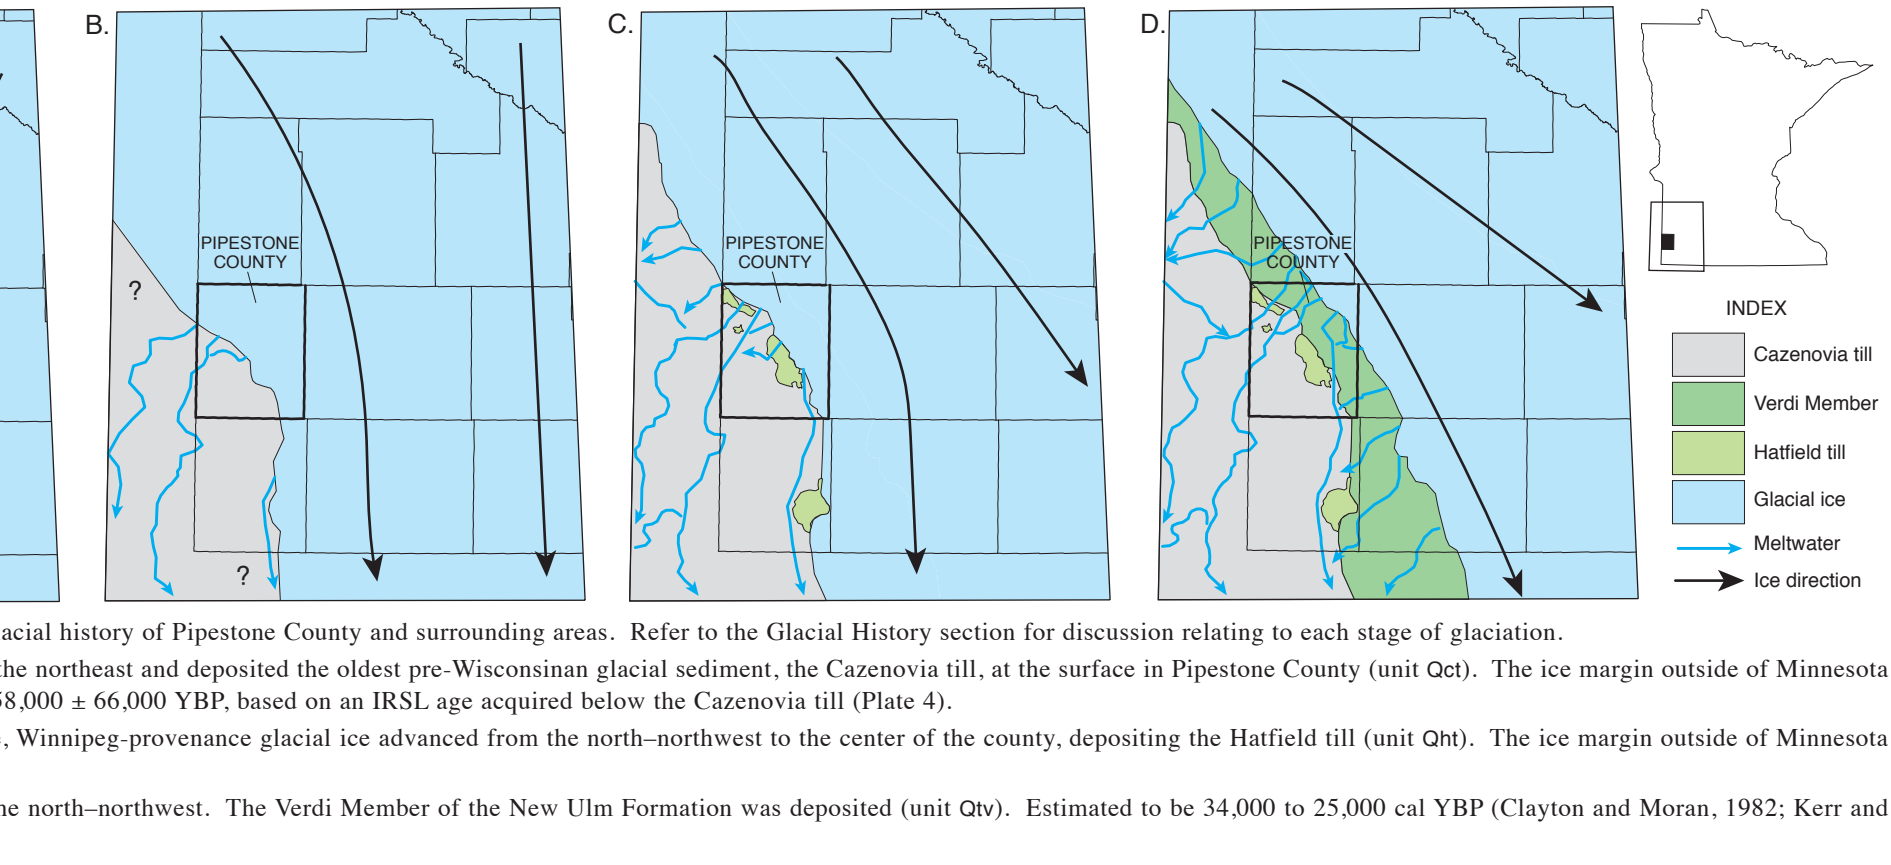 B.
C.
D.
PIPESTONE
COUNTY
PIPESTONE
COUNTY
PIPESTONE
COUNTY
?
?
INDEX
Cazenovia till
Verdi Member
Hatfield till
Glacial ice
Meltwater
Ice direction
acial history of Pipestone County and surrounding areas. Refer to the Glacial History section for discussion relating to each stage of glaciation.
the northeast and deposited the oldest pre-Wisconsinan glacial sediment, the Cazenovia till, at the surface in Pipestone County (unit Qct). The ice margin outside of Minnesota
58,000 ± 66,000 YBP, based on an IRSL age acquired below the Cazenovia till (Plate 4).
, Winnipeg-provenance glacial ice advanced from the north–northwest to the center of the county, depositing the Hatfield till (unit Qht). The ice margin outside of Minnesota
he north–northwest. The Verdi Member of the New Ulm Formation was deposited (unit Qtv). Estimated to be 34,000 to 25,000 cal YBP (Clayton and Moran, 1982; Kerr and